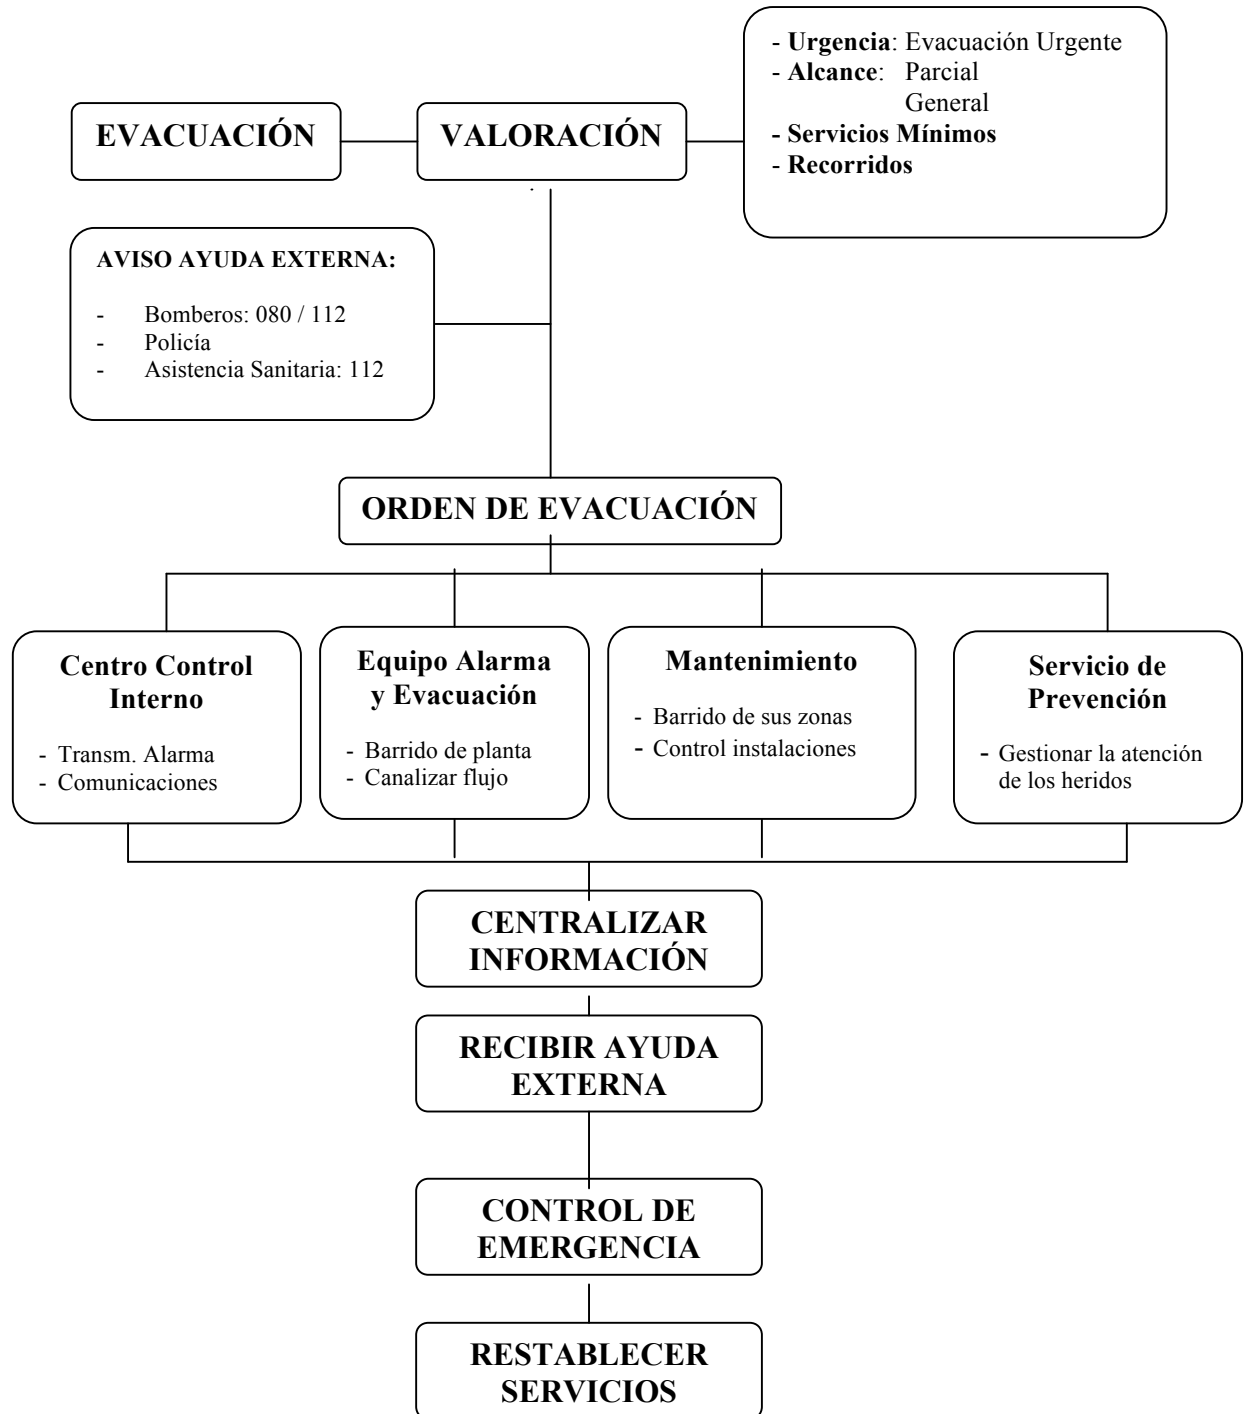 EVACUACIÓN
VALORACIÓN
- Urgencia: Evacuación Urgente
- Alcance: Parcial
General
- Servicios Mínimos
- Recorridos
AVISO AYUDA EXTERNA:
- Bomberos: 080 / 112
- Policía
- Asistencia Sanitaria: 112
ORDEN DE EVACUACIÓN
Centro Control
Interno
- Transm. Alarma
- Comunicaciones
Equipo Alarma
y Evacuación
- Barrido de planta
- Canalizar flujo
Mantenimiento
- Barrido de sus zonas
- Control instalaciones
Servicio de
Prevención
- Gestionar la atención
de los heridos
CENTRALIZAR
INFORMACIÓN
RECIBIR AYUDA
EXTERNA
CONTROL DE
EMERGENCIA
RESTABLECER
SERVICIOS